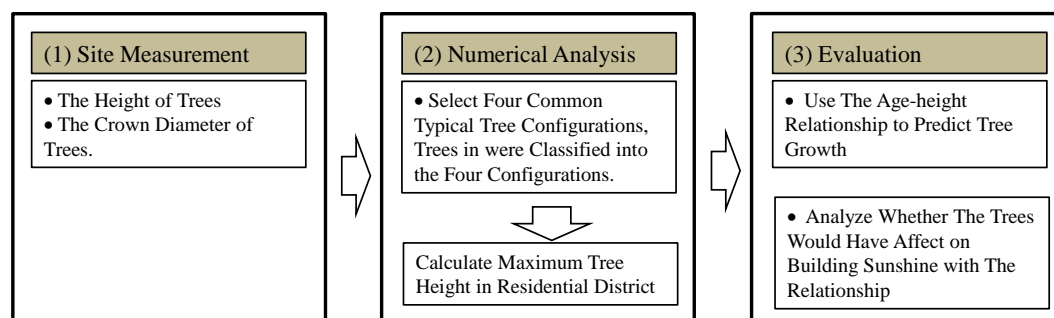 (1) Site Measurement
• The Height of Trees
• The Crown Diameter of
Trees.
(2) Numerical Analysis
• Select Four Common
Typical Tree Configurations,
Trees in were Classified into
the Four Configurations.
Calculate Maximum Tree
Height in Residential District
(3) Evaluation
• Use The Age-height
Relationship to Predict Tree
Growth
• Analyze Whether The Trees
Would Have Affect on
Building Sunshine with The
Relationship